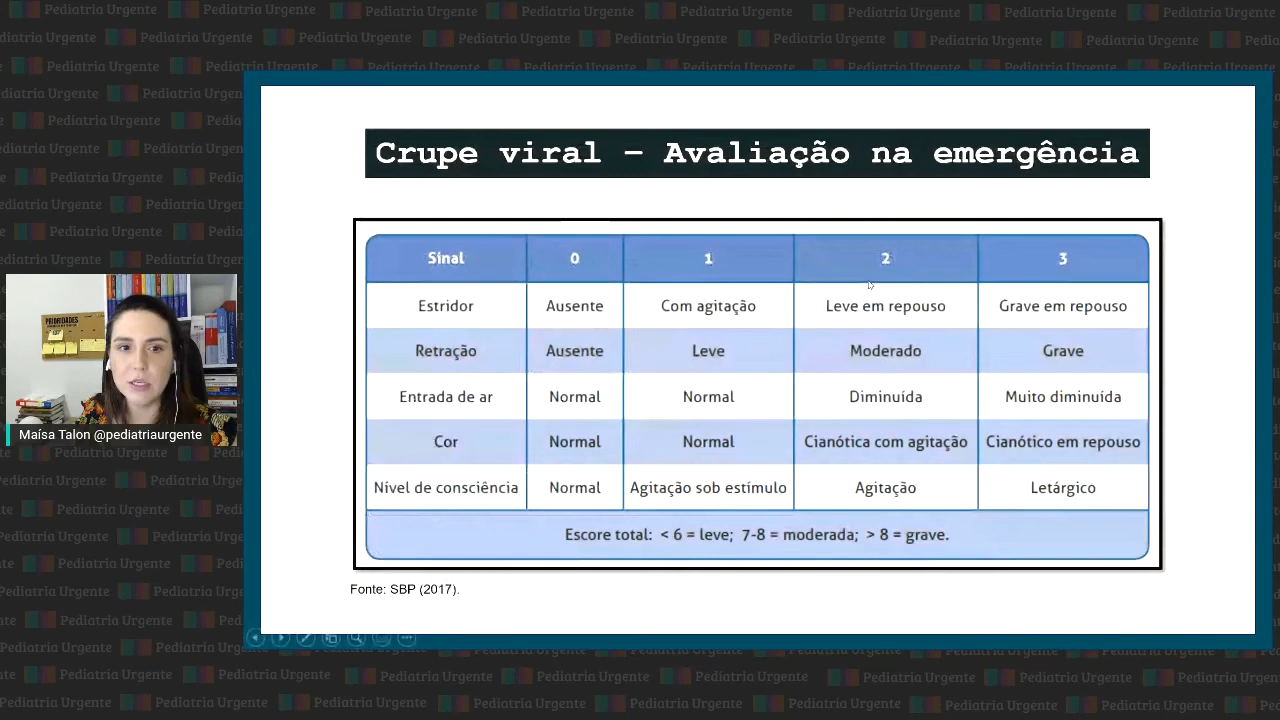 Crupe viral – Avaliação na emergência
Sinal 0 1 2 3
Estridor Ausente Com agitação Leve em repouso Grave em repouso
Retração Ausente Leve Moderado Grave
Entrada de ar Normal Normal Diminuída Muito diminuída
Cor Normal Normal Cianótica com agitação Cianótico em repouso
Nível de consciência Normal Agitação sob estímulo Agitação Letárgico
Escore total: < 6 = leve; 7-8 = moderada; > 8 = grave.
Fonte: SBP (2017).
PRIORIDADES
Maísa Talon @pediatriaurgente
Pediatria Urgente